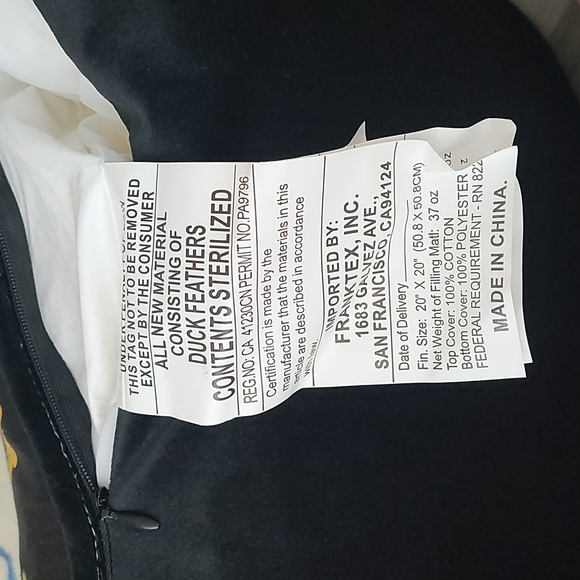 THIS TAG NOT TO BE REMOVED
EXCEPT BY THE CONSUMER
ALL NEW MATERIAL
CONSISTING OF
DUCK FEATHERS
CONTENTS STERILIZED
REG.NO. CA 41230CN PERMIT NO.PA9796
Certification is made by the
manufacturer that the materials in this
article are described in accordance
IMPORTED BY:
FRANKTEX, INC.
1683 GALVEZ AVE.,
SAN FRANCISCO, CA94124
Date of Delivery
Fin. Size: 20" X 20" (50.8 X 50.8CM)
Net Weight of Filling Matl: 37 oz
Top Cover: 100% COTTON
Bottom Cover: 100% POLYESTER
FEDERAL REQUIREMENT - RN 822
MADE IN CHINA.